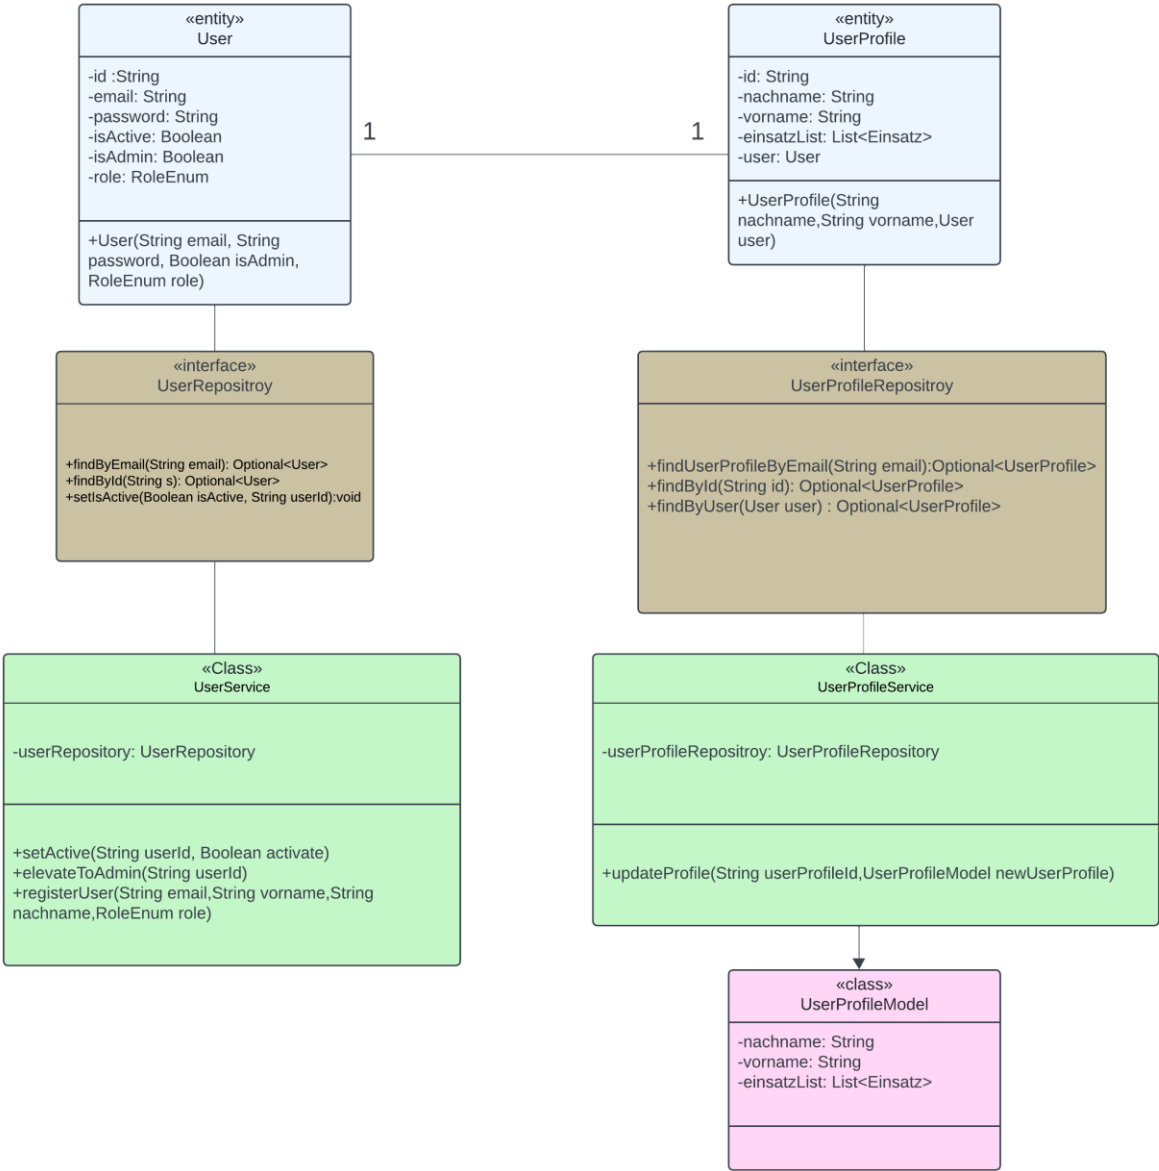 «entity»
User
-id :String
-email: String
-password: String
-isActive: Boolean
-isAdmin: Boolean
-role: RoleEnum
+User(String email, String
password, Boolean isAdmin,
RoleEnum role)
1
1
«entity»
UserProfile
-id: String
-nachname: String
-vorname: String
-einsatzList: List<Einsatz>
-user: User
+UserProfile(String
nachname,String vorname,User
user)
«interface»
UserRepositroy
+findByEmail(String email): Optional<User>
+findById(String s): Optional<User>
+setIsActive(Boolean isActive, String userId):void
«interface»
UserProfileRepositroy
+findUserProfileByEmail(String email):Optional<UserProfile>
+findById(String id): Optional<UserProfile>
+findByUser(User user) : Optional<UserProfile>
«Class»
UserService
-userRepository: UserRepository
+setActive(String userId, Boolean activate)
+elevateToAdmin(String userId)
+registerUser(String email,String vorname,String
nachname,RoleEnum role)
«Class»
UserProfileService
-userProfileRepositroy: UserProfileRepository
+updateProfile(String userProfileId,UserProfileModel newUserProfile)
«class»
UserProfileModel
-nachname: String
-vorname: String
-einsatzList: List<Einsatz>